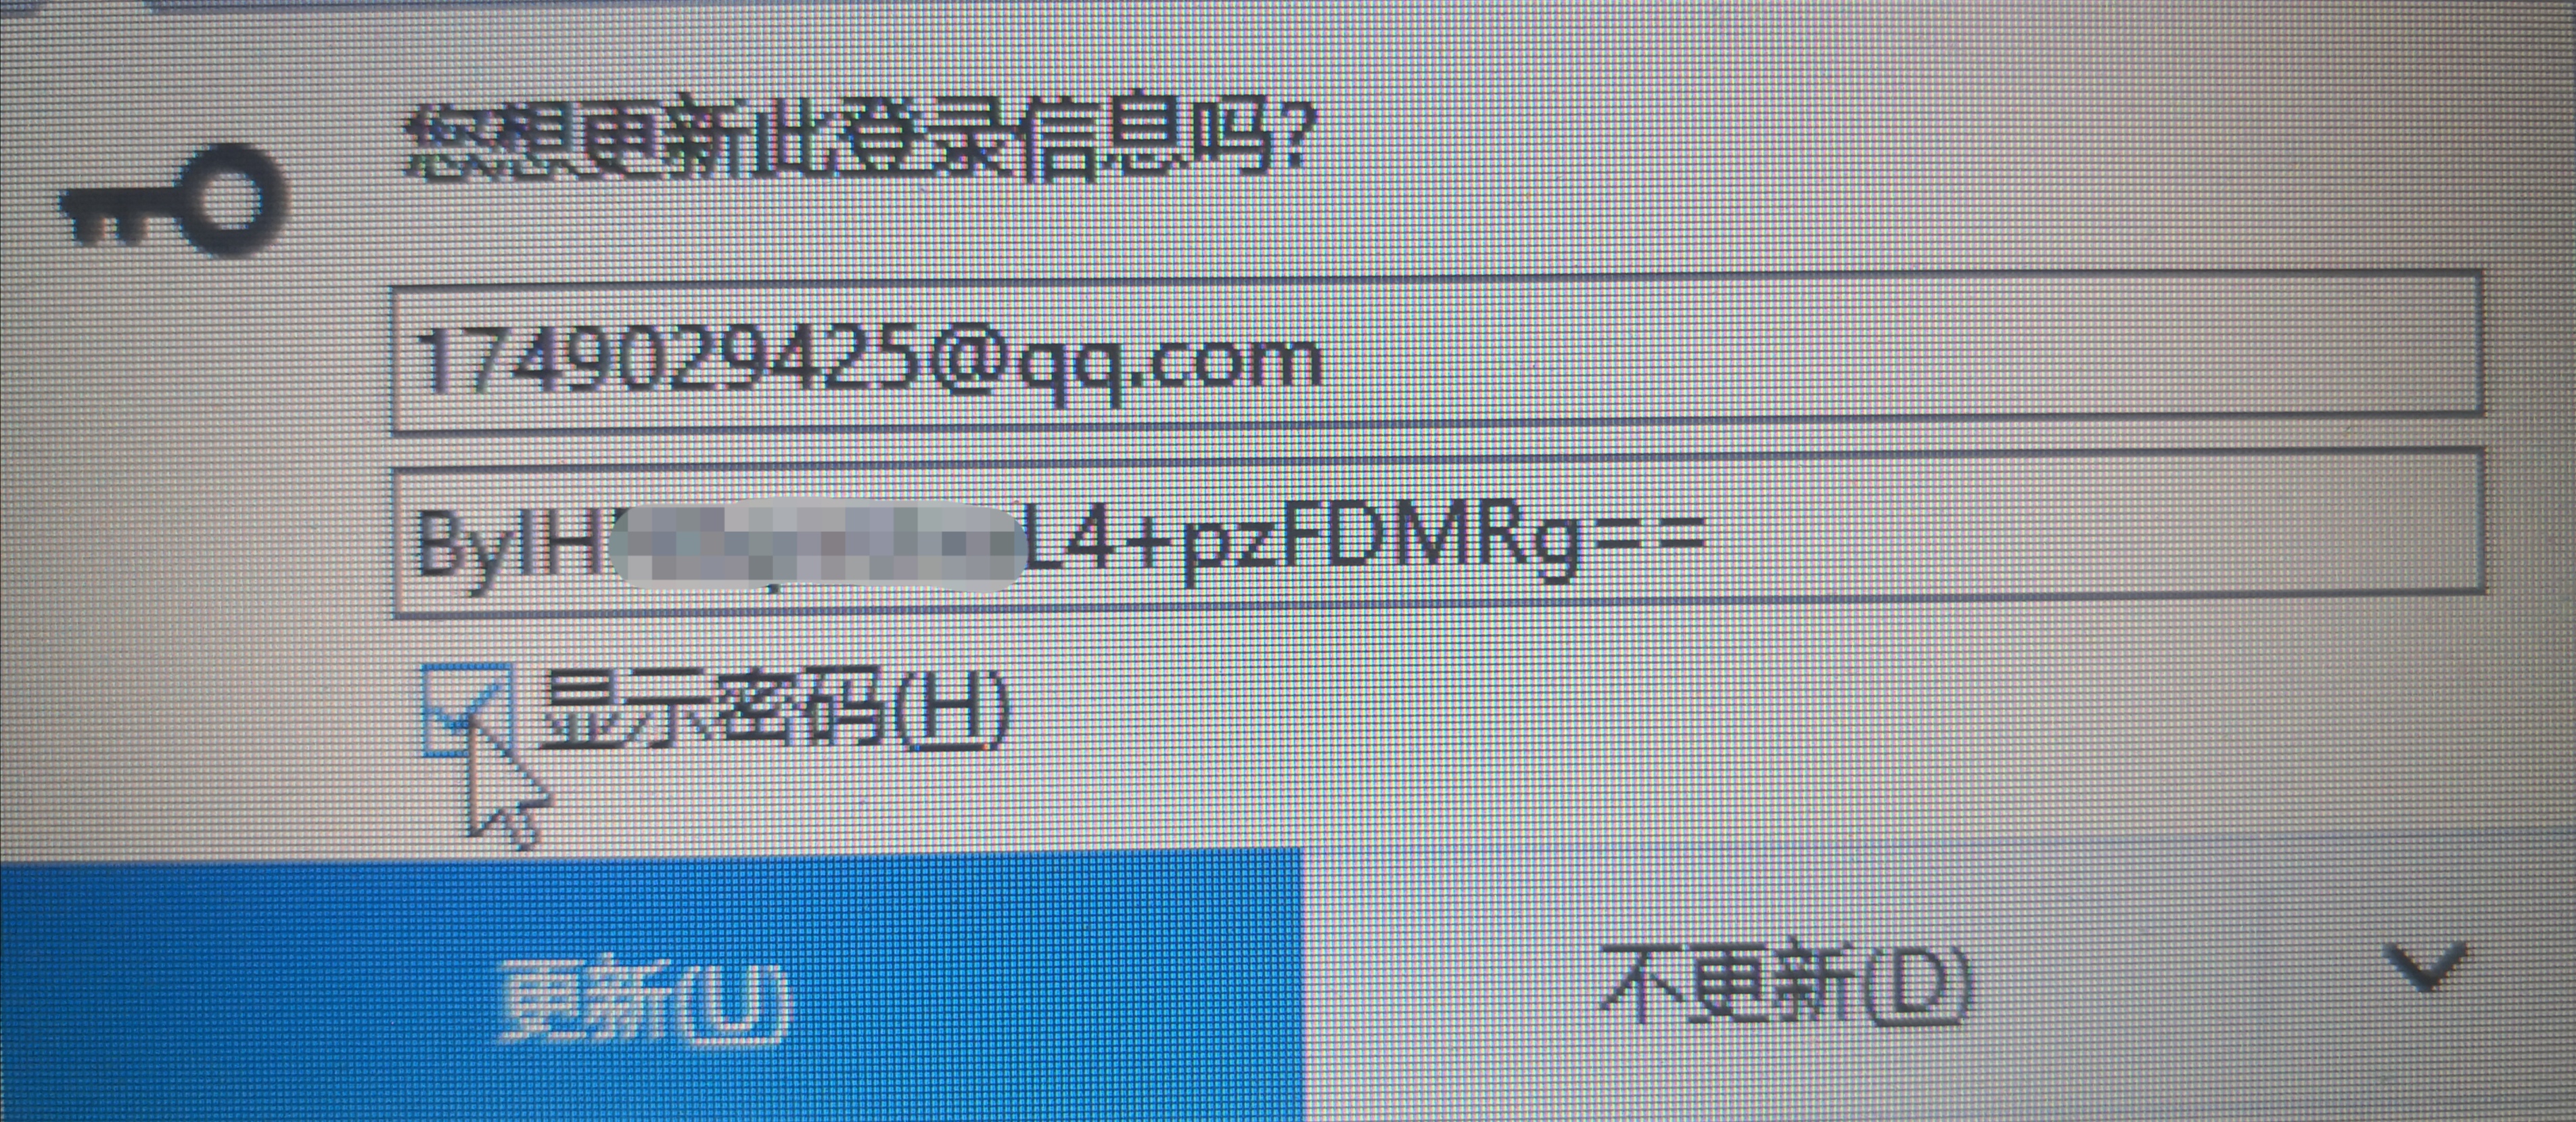 您想更新此登录信息吗?
1749029425@qq.com
ByIH L4+pzFDMRg==
显示密码(H)
更新(U)
不更新(D)